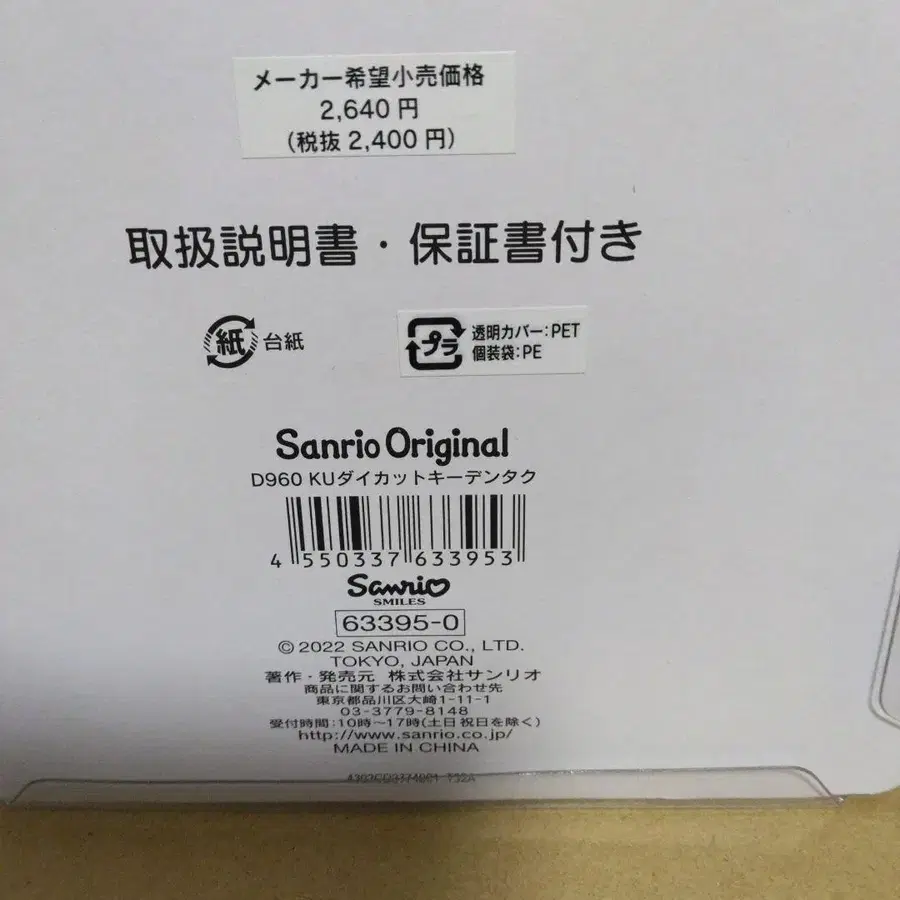 メーカー希望小売価格
2,640円
(税抜 2,400円)
取扱説明書・保証書付き
紙 台紙
プラ 透明カバー:PET
個装袋:PE
Sanrio Original
D960 KUダイカットキーデンタク
4 550337 633953
Sanrio
SMILES
63395-0
© 2022 SANRIO CO., LTD.
TOKYO, JAPAN
著作・発売元 株式会社サンリオ
商品に関するお問い合わせ先
東京都品川区大崎1-11-1
03-3779-8148
受付時間:10時~17時(土日祝日を除く)
http://www.sanrio.co.jp/
MADE IN CHINA